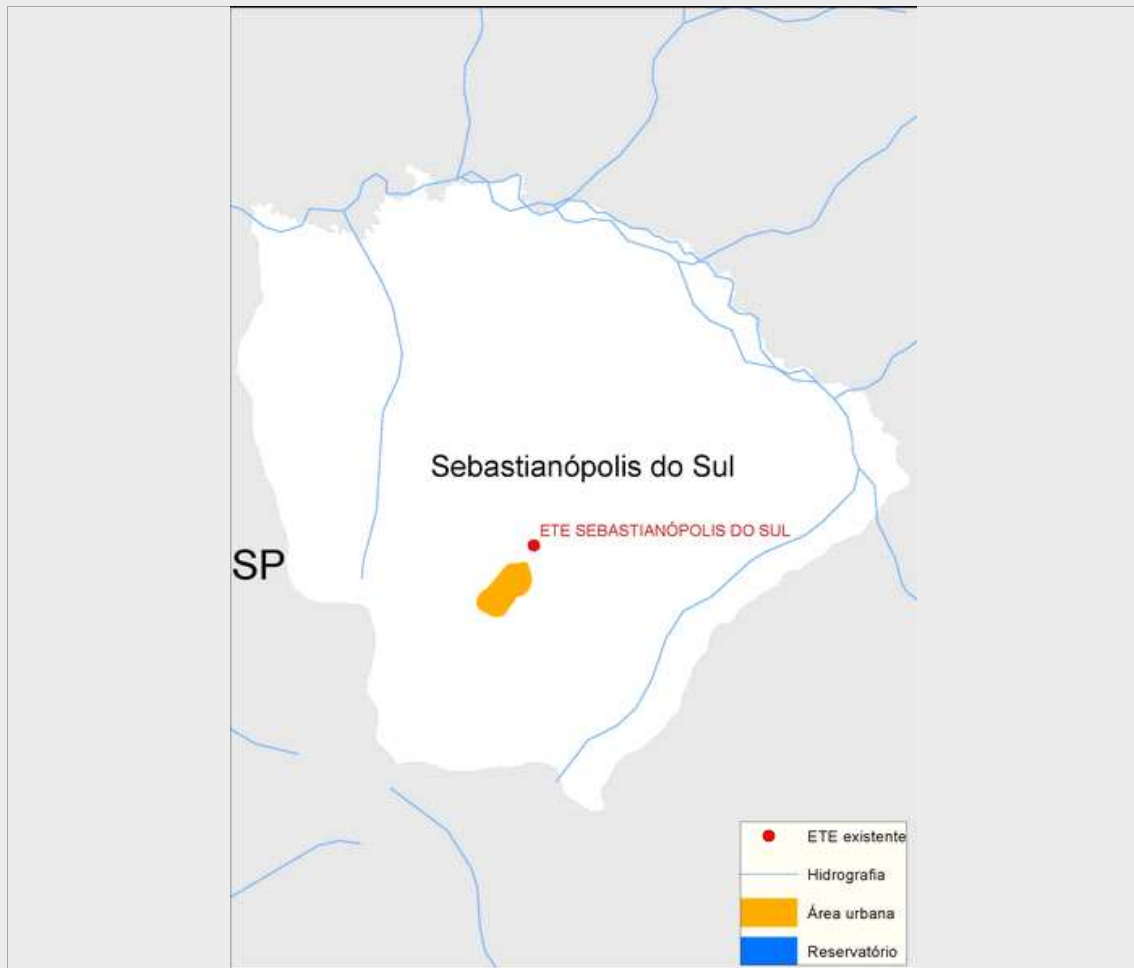 Sebastianópolis do Sul
ETE SEBASTIANÓPOLIS DO SUL
SP
ETE existente
Hidrografia
Área urbana
Reservatório